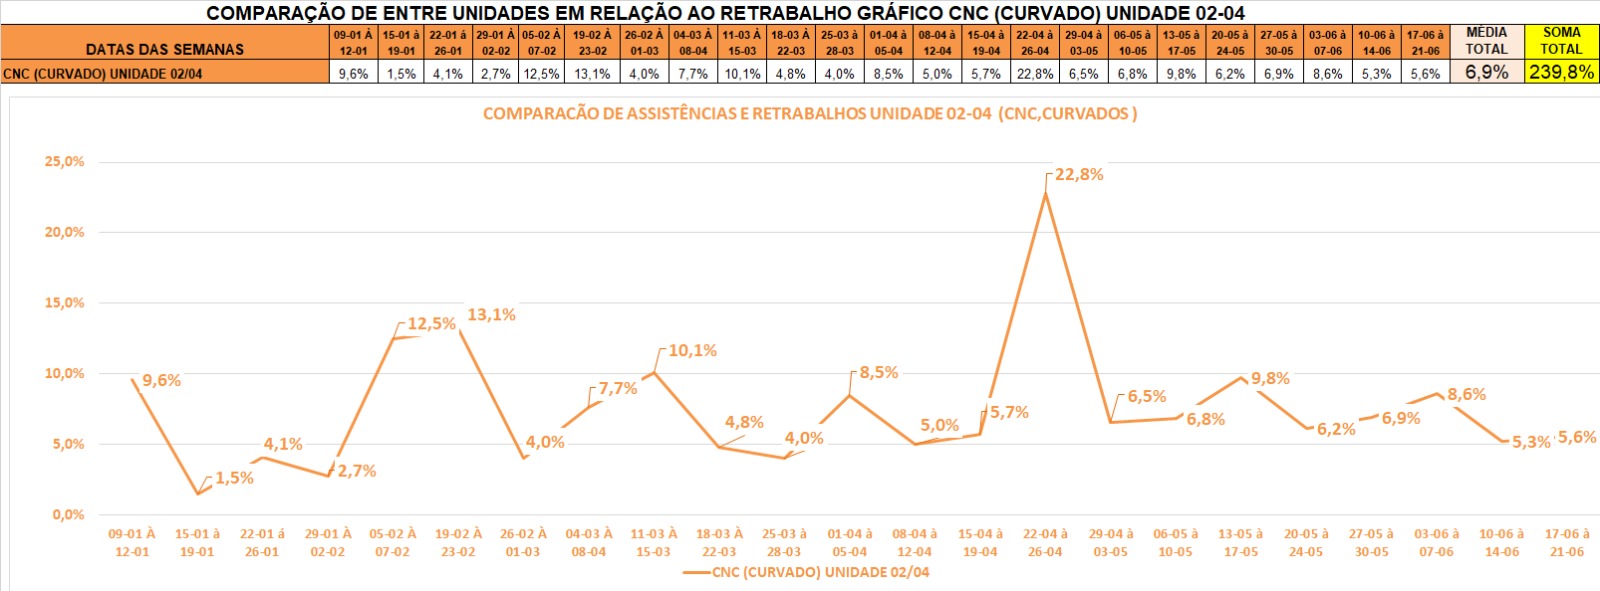 COMPARAÇÃO DE ENTRE UNIDADES EM RELAÇÃO AO RETRABALHO GRÁFICO CNC (CURVADO) UNIDADE 02-04
DATAS DAS SEMANAS 09-01 À 12-01 15-01 à 19-01 22-01 á 26-01 29-01 À 02-02 05-02 À 07-02 19-02 À 23-02 26-02 À 01-03 04-03 À 08-04 11-03 À 15-03 18-03 À 22-03 25-03 à 28-03 01-04 à 05-04 08-04 à 12-04 15-04 à 19-04 22-04 à 26-04 29-04 à 03-05 06-05 à 10-05 13-05 à 17-05 20-05 à 24-05 27-05 à 30-05 03-06 à 07-06 10-06 à 14-06 17-06 à 21-06 MÉDIA TOTAL SOMA TOTAL
CNC (CURVADO) UNIDADE 02/04 9,6% 1,5% 4,1% 2,7% 12,5% 13,1% 4,0% 7,7% 10,1% 4,8% 4,0% 8,5% 5,0% 5,7% 22,8% 6,5% 6,8% 9,8% 6,2% 6,9% 8,6% 5,3% 5,6% 6,9% 239,8%
COMPARACÃO DE ASSISTÊNCIAS E RETRABALHOS UNIDADE 02-04 (CNC,CURVADOS )
25,0%
20,0%
15,0%
10,0%
5,0%
0,0%
9,6% 1,5% 4,1% 2,7% 12,5% 13,1% 4,0% 7,7% 10,1% 4,8% 4,0% 8,5% 5,0% 5,7% 22,8% 6,5% 6,8% 9,8% 6,2% 6,9% 8,6% 5,3% 5,6%
09-01 À 15-01 à 22-01 á 29-01 À 05-02 À 19-02 À 26-02 À 04-03 À 11-03 À 18-03 À 25-03 à 01-04 à 08-04 à 15-04 à 22-04 à 29-04 à 06-05 à 13-05 à 20-05 à 27-05 à 03-06 à 10-06 à 17-06 à
12-01 19-01 26-01 02-02 07-02 23-02 01-03 08-04 15-03 22-03 28-03 05-04 12-04 19-04 26-04 03-05 10-05 17-05 24-05 30-05 07-06 14-06 21-06
CNC (CURVADO) UNIDADE 02/04